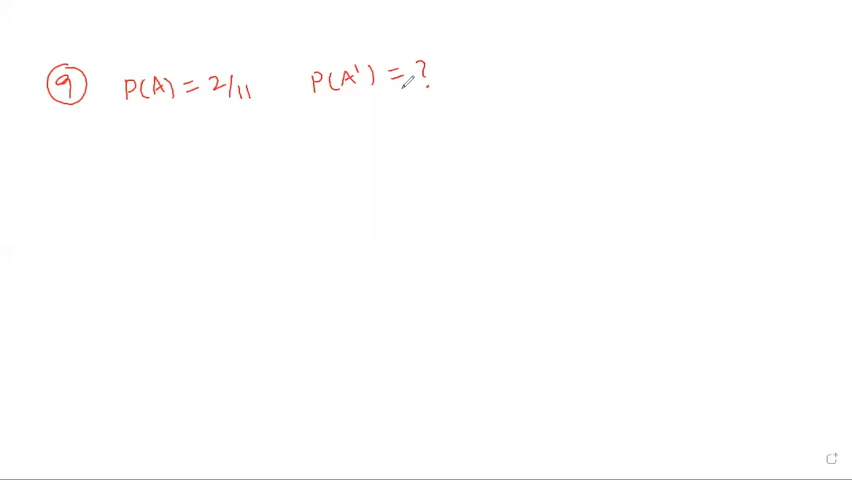 9 P(A) = 2/11 P(A') = ?